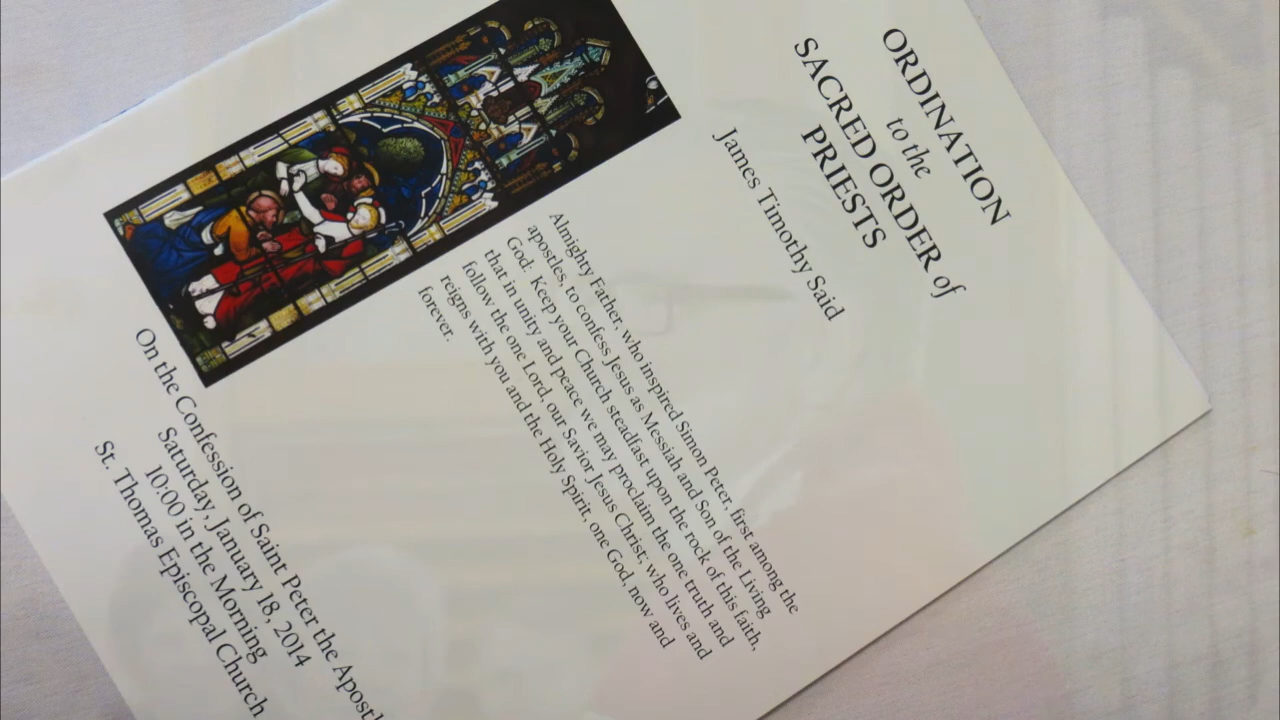 ORDINATION
to the
SACRED ORDER of
PRIESTS
James Timothy Said
Almighty Father, who inspired Simon Peter, first among the
apostles, to confess Jesus as Messiah and Son of the Living
God: Keep your Church steadfast upon the rock of this faith,
that in unity and peace we may proclaim the one truth and
follow the one Lord, our Savior Jesus Christ; who lives and
reigns with you and the Holy Spirit, one God, now and
forever.
On the Confession of Saint Peter the Apostl
Saturday, January 18, 2014
10:00 in the Morning
St. Thomas Episcopal Church